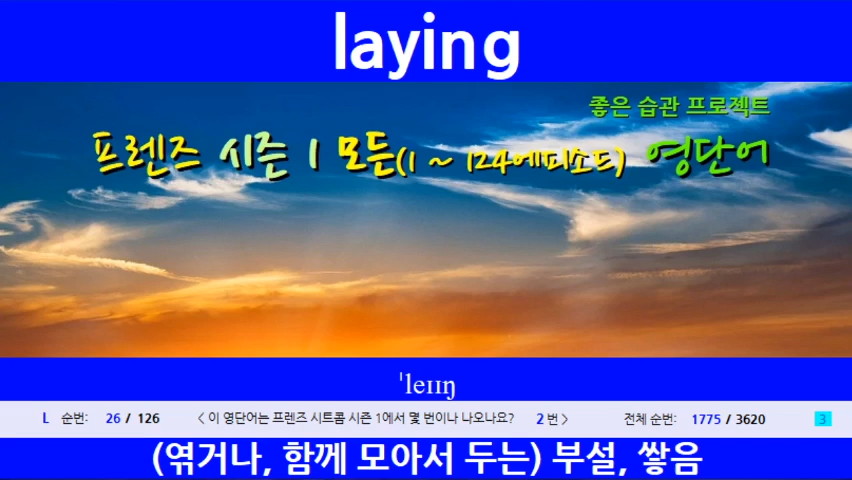 laying
좋은 습관 프로젝트
프렌즈 시즌 1 모든(1 ~ 124에피소드) 영단어
ˈleɪɪŋ
L 순번: 26 / 126 < 이 영단어는 프렌즈 시트콤 시즌 1에서 몇 번이나 나오나요? 2 번 > 전체 순번: 1775 / 3620 3
(엮거나, 함께 모아서 두는) 부설, 쌓음